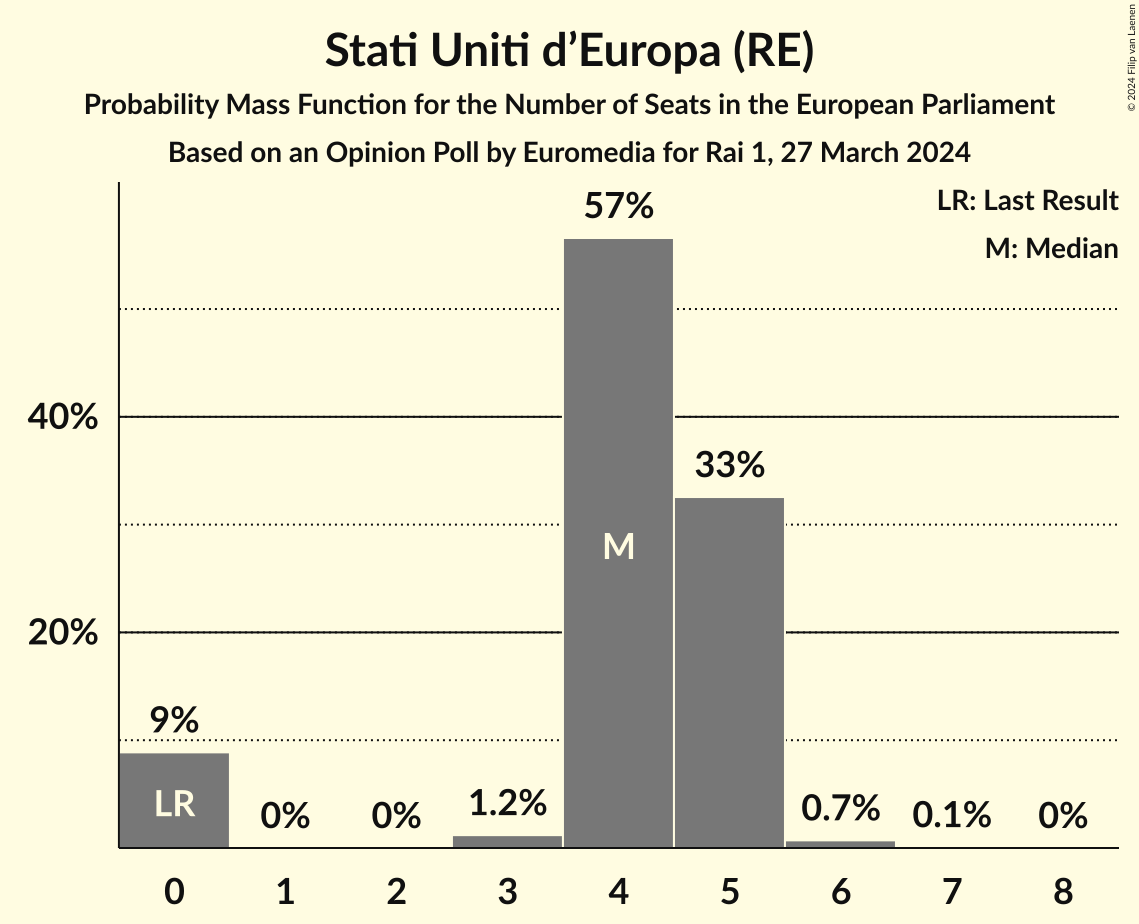 Stati Uniti d’Europa (RE)
Probability Mass Function for the Number of Seats in the European Parliament
Based on an Opinion Poll by Euromedia for Rai 1, 27 March 2024
© 2024 Filip van Laenen
LR: Last Result
M: Median
57%
40%
33%
M
20%
9%
LR
0%
0%
1.2%
0.7%
0.1%
0%
0
1
2
3
4
5
6
7
8